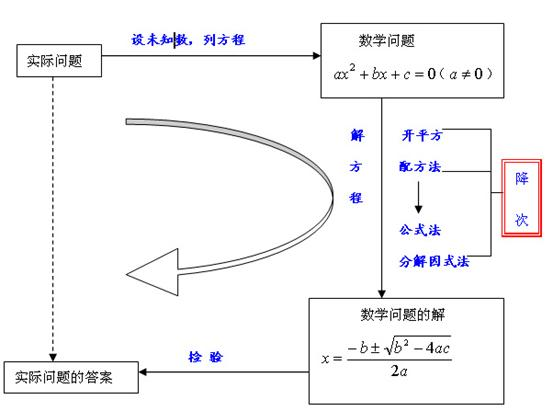 设未知数，列方程
实际问题
数学问题
ax² + bx + c = 0（a ≠ 0）
解
方
程
开平方
配方法
公式法
分解因式法
降
次
数学问题的解
x = (-b ± √(b² - 4ac)) / 2a
检 验
实际问题的答案